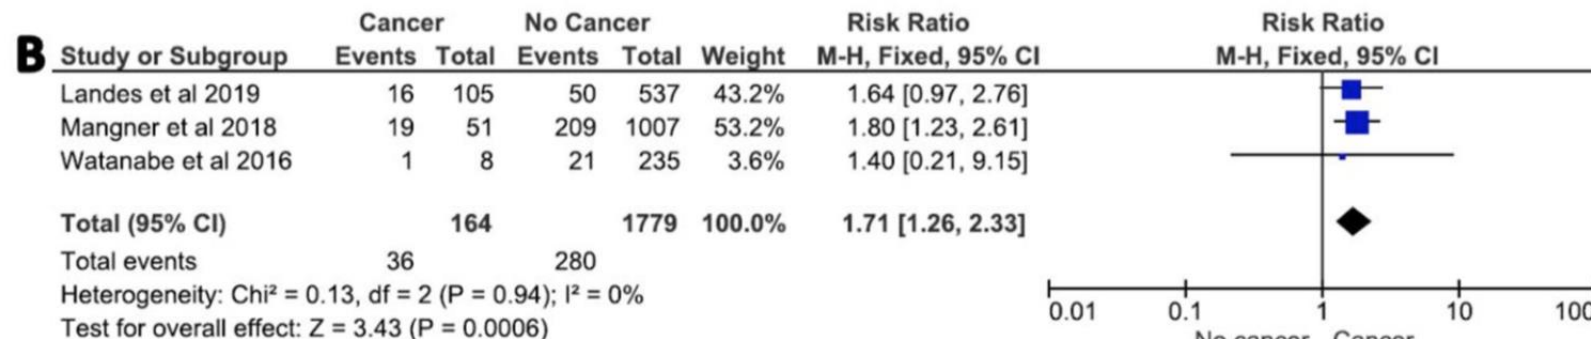 Cancer No Cancer Risk Ratio Risk Ratio
B Study or Subgroup Events Total Events Total Weight M-H, Fixed, 95% CI M-H, Fixed, 95% CI
Landes et al 2019 16 105 50 537 43.2% 1.64 [0.97, 2.76]
Mangner et al 2018 19 51 209 1007 53.2% 1.80 [1.23, 2.61]
Watanabe et al 2016 1 8 21 235 3.6% 1.40 [0.21, 9.15]
Total (95% CI) 164 1779 100.0% 1.71 [1.26, 2.33]
Total events 36 280
Heterogeneity: Chi² = 0.13, df = 2 (P = 0.94); I² = 0%
Test for overall effect: Z = 3.43 (P = 0.0006)
0.01 0.1 1 10 100
No cancer Cancer